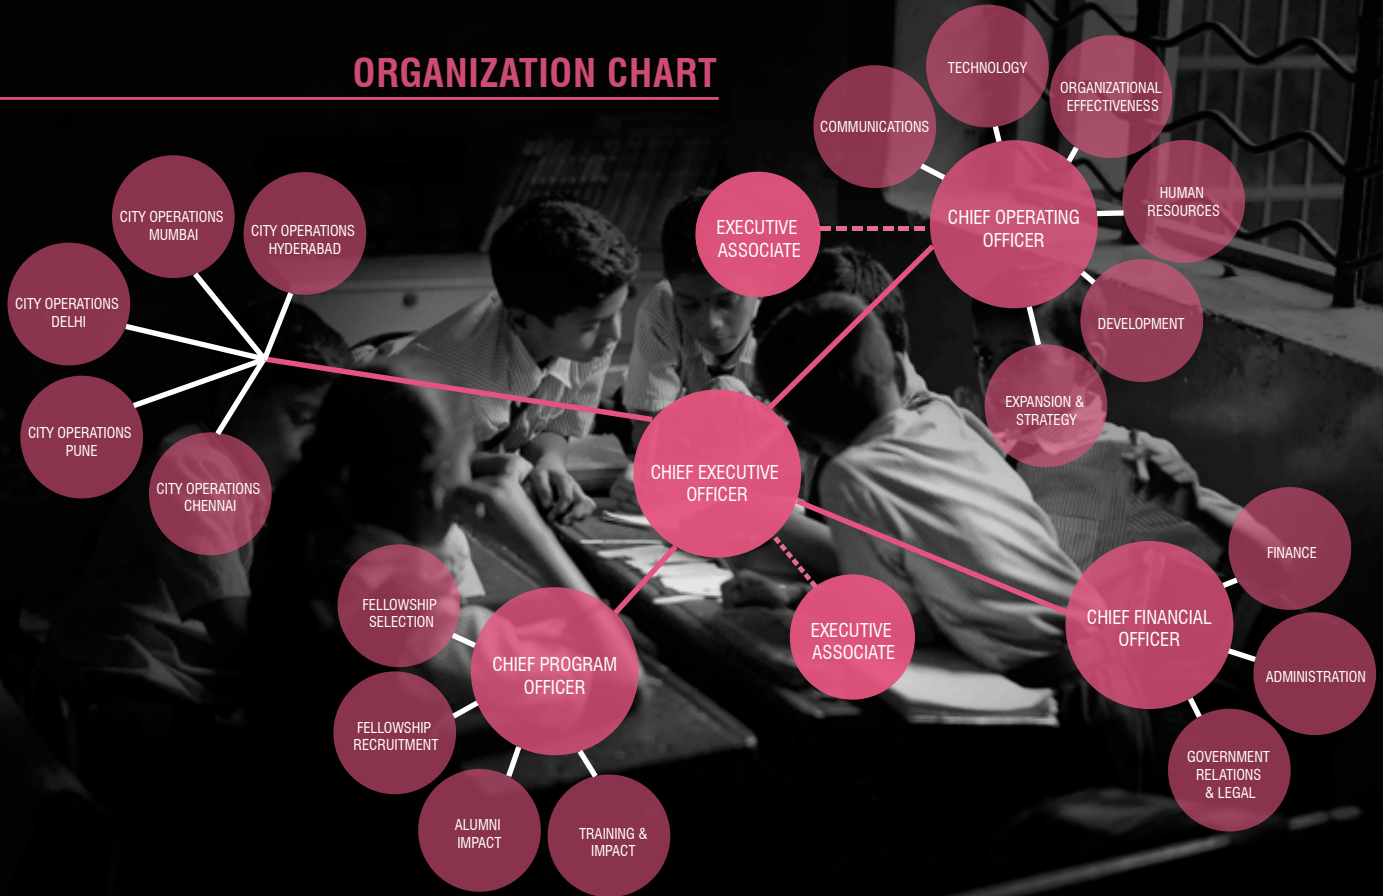 ORGANIZATION CHART
TECHNOLOGY
ORGANIZATIONAL
EFFECTIVENESS
COMMUNICATIONS
HUMAN
RESOURCES
CHIEF OPERATING
OFFICER
EXECUTIVE
ASSOCIATE
DEVELOPMENT
EXPANSION &
STRATEGY
CITY OPERATIONS
MUMBAI
CITY OPERATIONS
HYDERABAD
CITY OPERATIONS
DELHI
CITY OPERATIONS
PUNE
CITY OPERATIONS
CHENNAI
CHIEF EXECUTIVE
OFFICER
EXECUTIVE
ASSOCIATE
FELLOWSHIP
SELECTION
CHIEF PROGRAM
OFFICER
FELLOWSHIP
RECRUITMENT
ALUMNI
IMPACT
TRAINING &
IMPACT
CHIEF FINANCIAL
OFFICER
FINANCE
ADMINISTRATION
GOVERNMENT
RELATIONS
& LEGAL